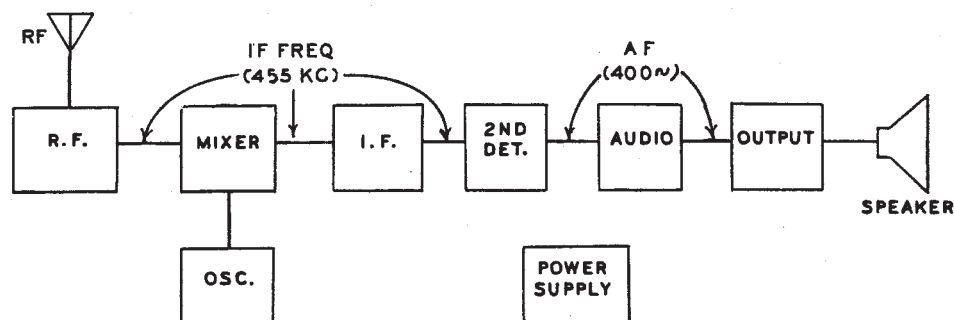 RF
IF FREQ
(455 KC)
AF
(400~)
R.F.
MIXER
I.F.
2ND
DET.
AUDIO
OUTPUT
SPEAKER
OSC.
POWER
SUPPLY